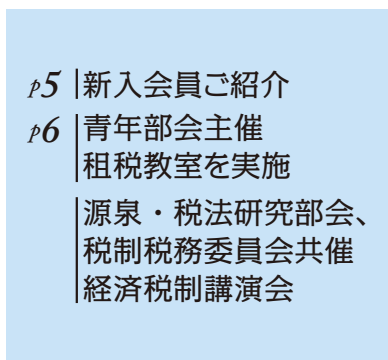 p5 新入会員ご紹介
p6 青年部会主催
租税教室を実施
源泉・税法研究部会、
税制税務委員会共催
経済税制講演会